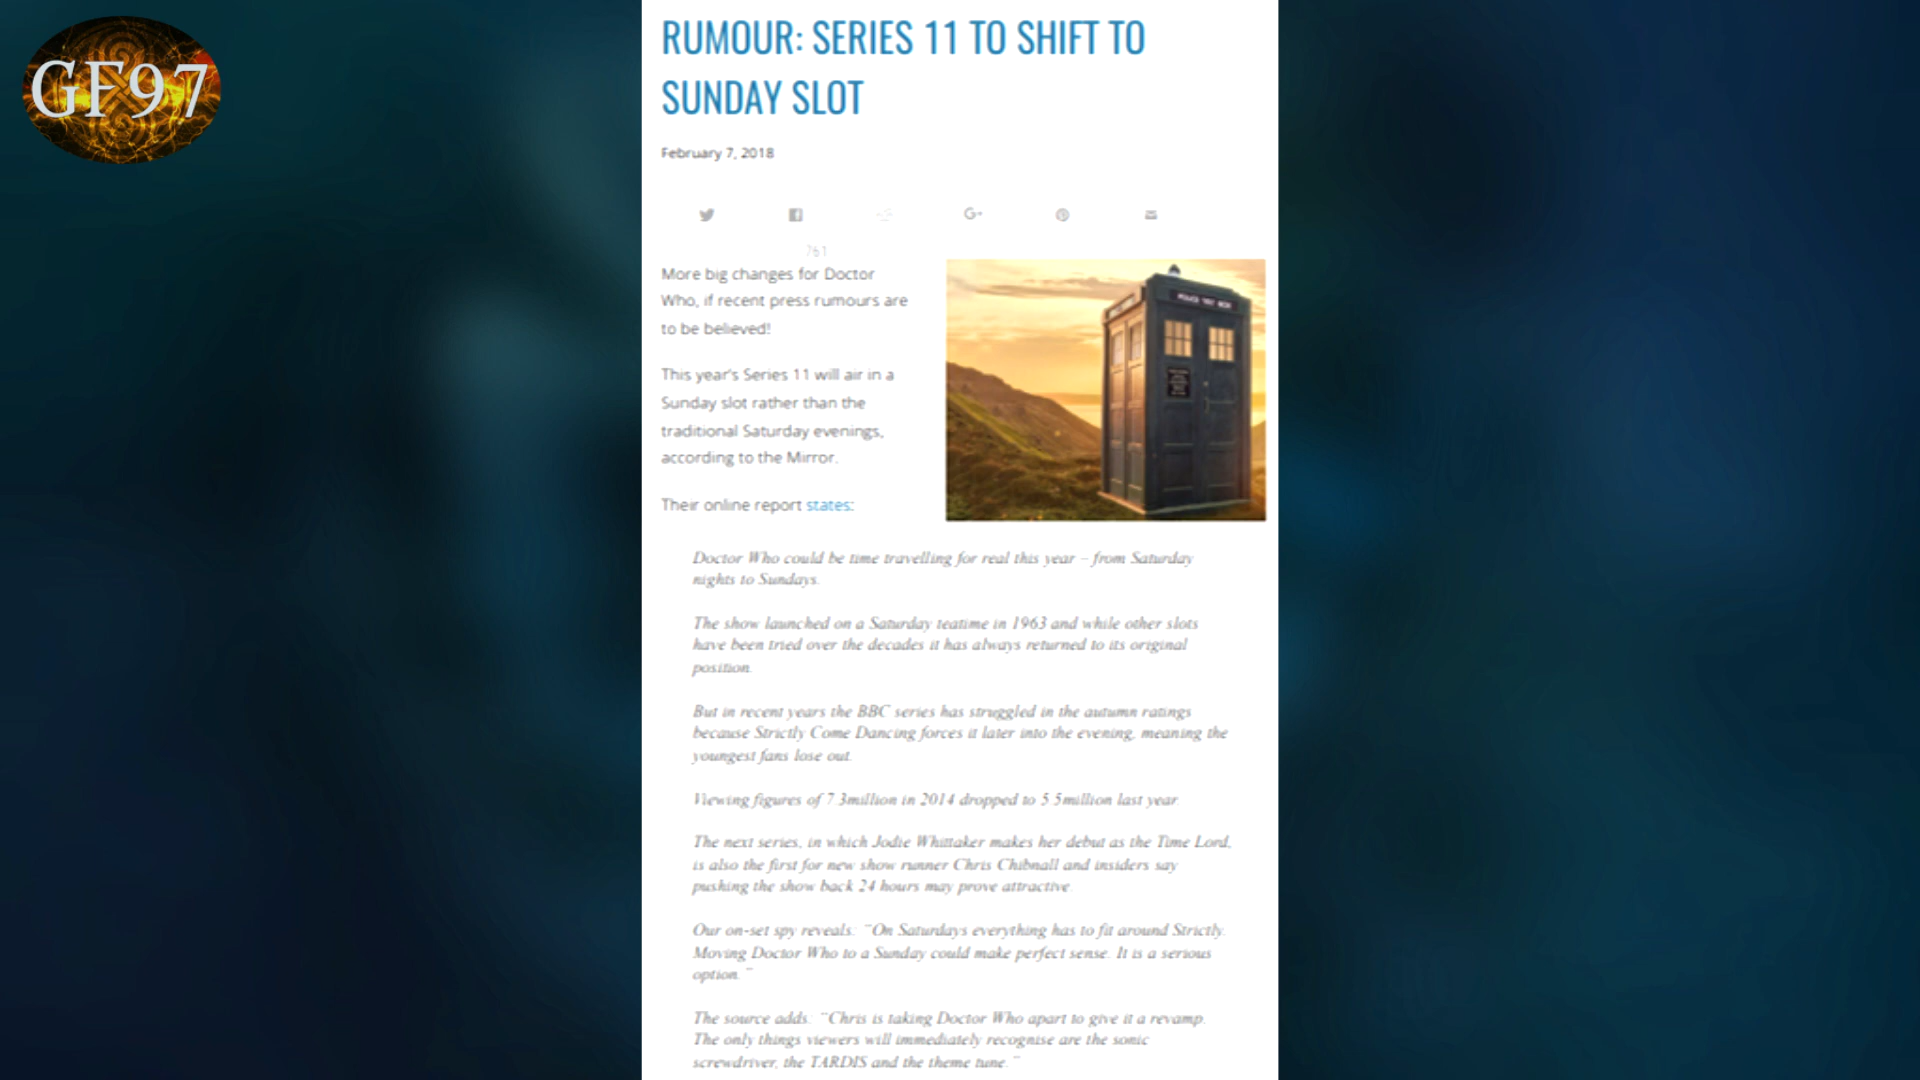 GF97
RUMOUR: SERIES 11 TO SHIFT TO
SUNDAY SLOT
February 7, 2018
G+
761
More big changes for Doctor
Who, if recent press rumours are
to be believed!
This year's Series 11 will air in a
Sunday slot rather than the
traditional Saturday evenings,
according to the Mirror.
Their online report states:
POLICE BOX
Doctor Who could be time travelling for real this year – from Saturday
nights to Sundays.
The show launched on a Saturday teatime in 1963 and while other slots
have been tried over the decades it has always returned to its original
position.
But in recent years the BBC series has struggled in the autumn ratings
because Strictly Come Dancing forces it later into the evening, meaning the
youngest fans lose out.
Viewing figures of 7.3million in 2014 dropped to 5.5million last year.
The next series, in which Jodie Whittaker makes her debut as the Time Lord,
is also the first for new show runner Chris Chibnall and insiders say
pushing the show back 24 hours may prove attractive.
Our on-set spy reveals: "On Saturdays everything has to fit around Strictly.
Moving Doctor Who to a Sunday could make perfect sense. It is a serious
option."
The source adds: "Chris is taking Doctor Who apart to give it a revamp.
The only things viewers will immediately recognise are the sonic
screwdriver, the TARDIS and the theme tune."